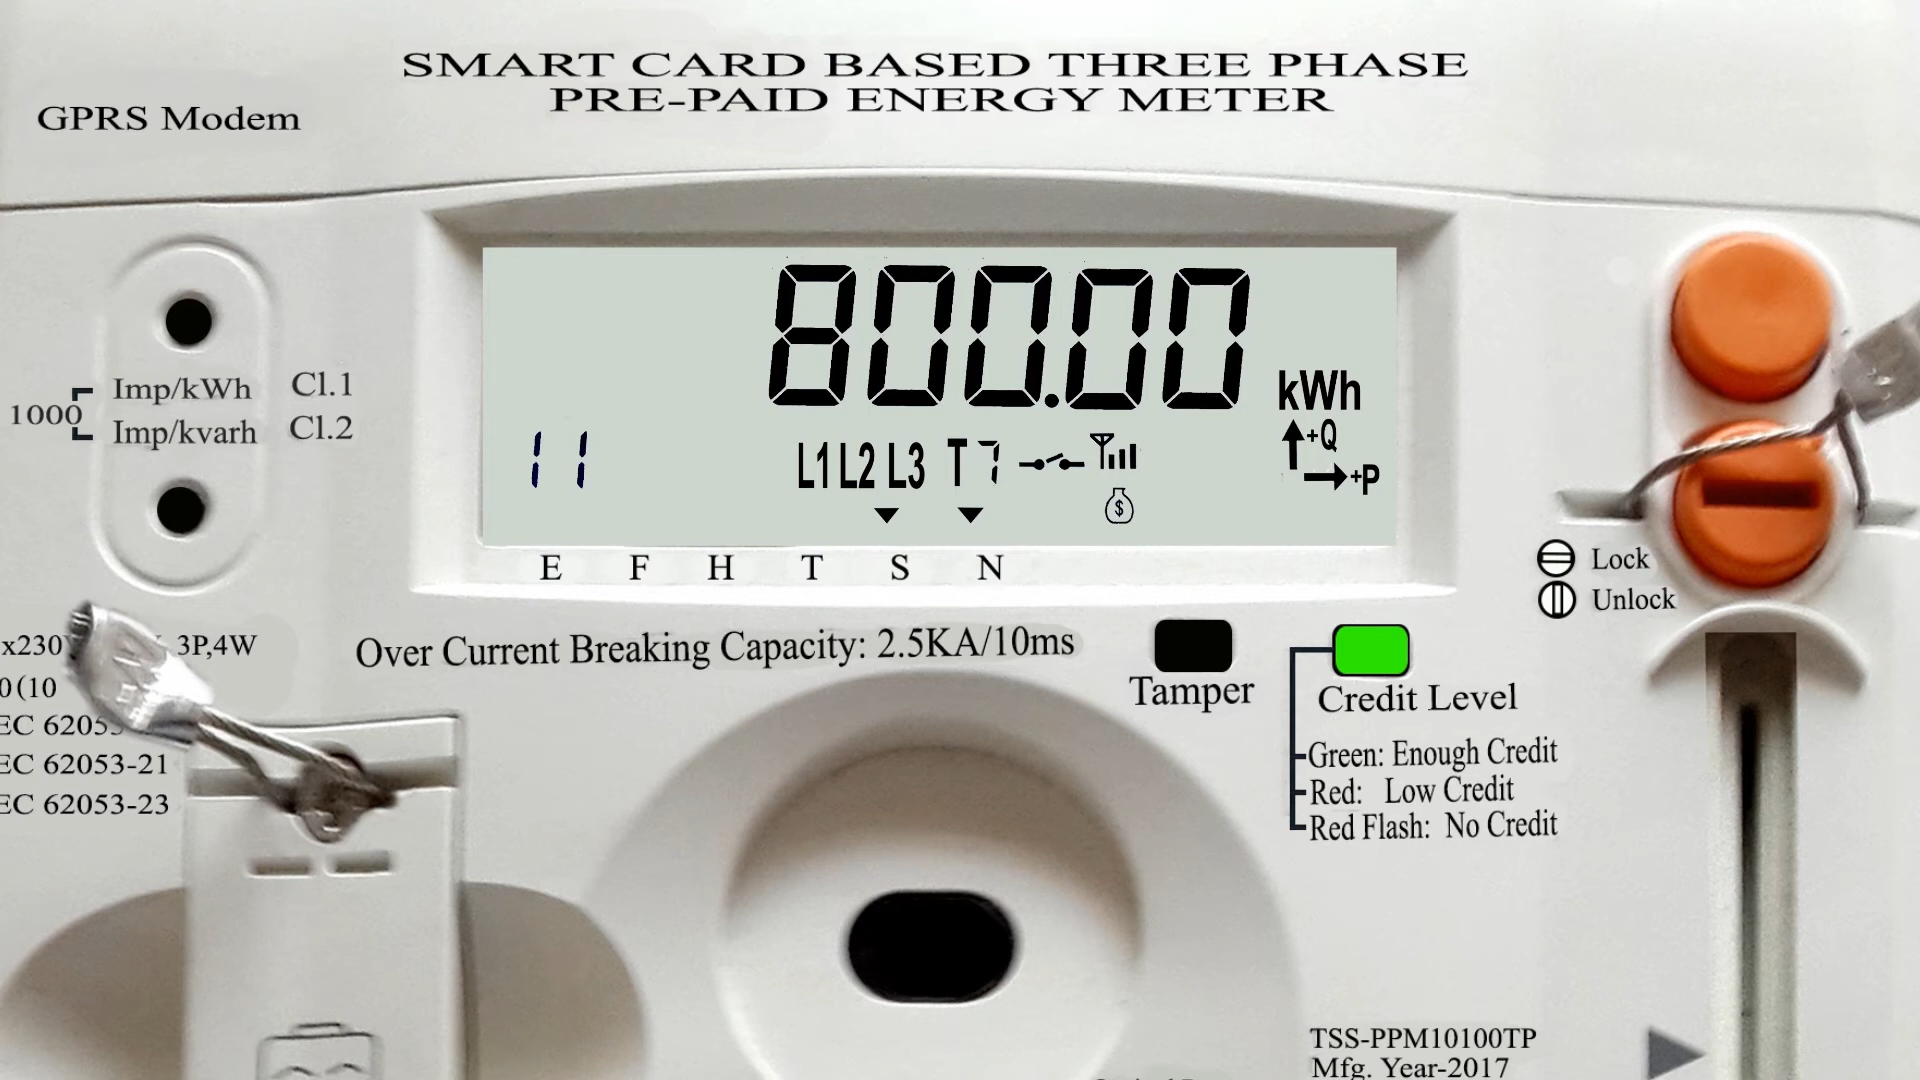 SMART CARD BASED THREE PHASE
PRE-PAID ENERGY METER
GPRS Modem
800.00
kWh
+Q
+P
11
L1 L2 L3 T 7
$
E F H T S N
1000
Imp/kWh Cl.1
Imp/kvarh Cl.2
Lock
Unlock
x230 3P,4W
0(10
EC 62053-21
EC 62053-23
Over Current Breaking Capacity: 2.5KA/10ms
Tamper
Credit Level
Green: Enough Credit
Red: Low Credit
Red Flash: No Credit
TSS-PPM10100TP
Mfg. Year-2017